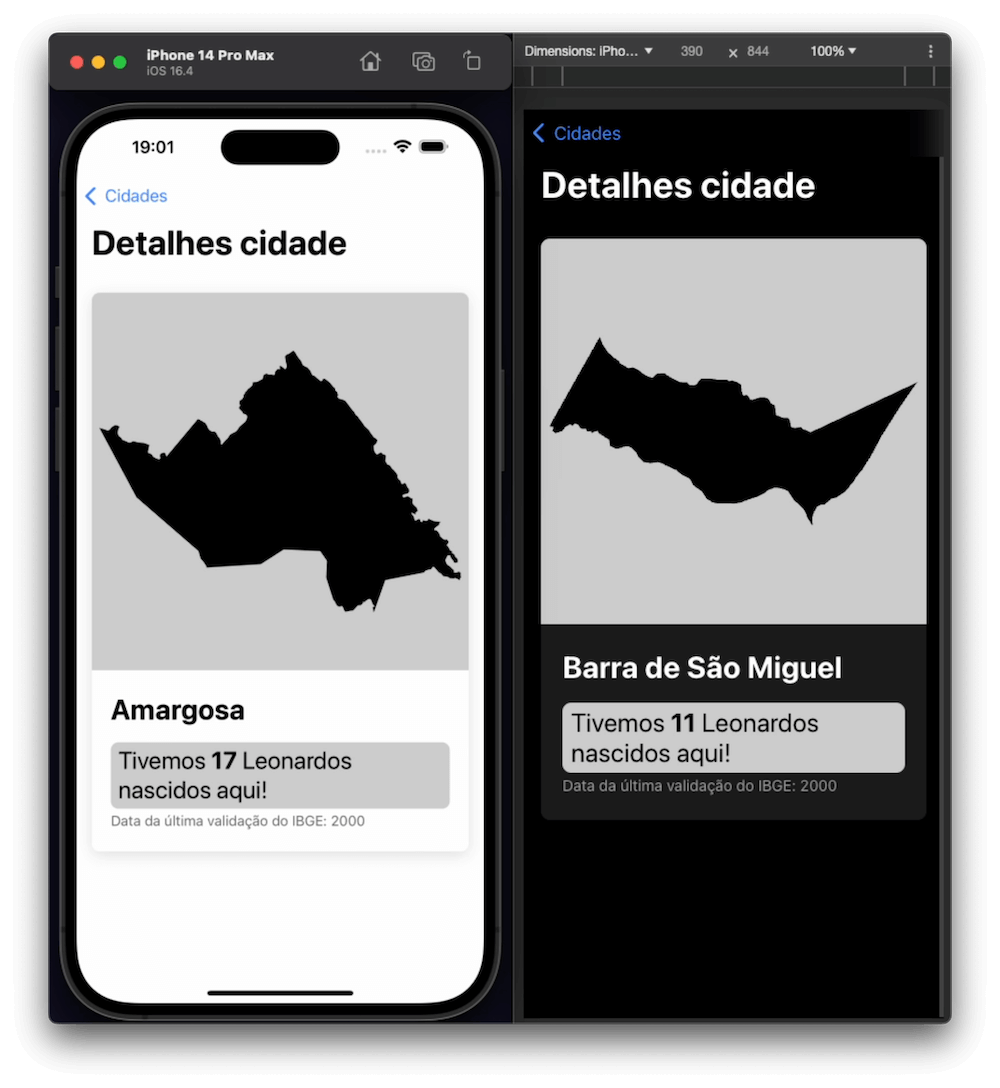 iPhone 14 Pro Max
iOS 16.4
19:01
Cidades
Detalhes cidade
Amargosa
Tivemos 17 Leonardos
nascidos aqui!
Data da última validação do IBGE: 2000
Dimensions: iPho... 390 x 844 100%
Cidades
Detalhes cidade
Barra de São Miguel
Tivemos 11 Leonardos
nascidos aqui!
Data da última validação do IBGE: 2000